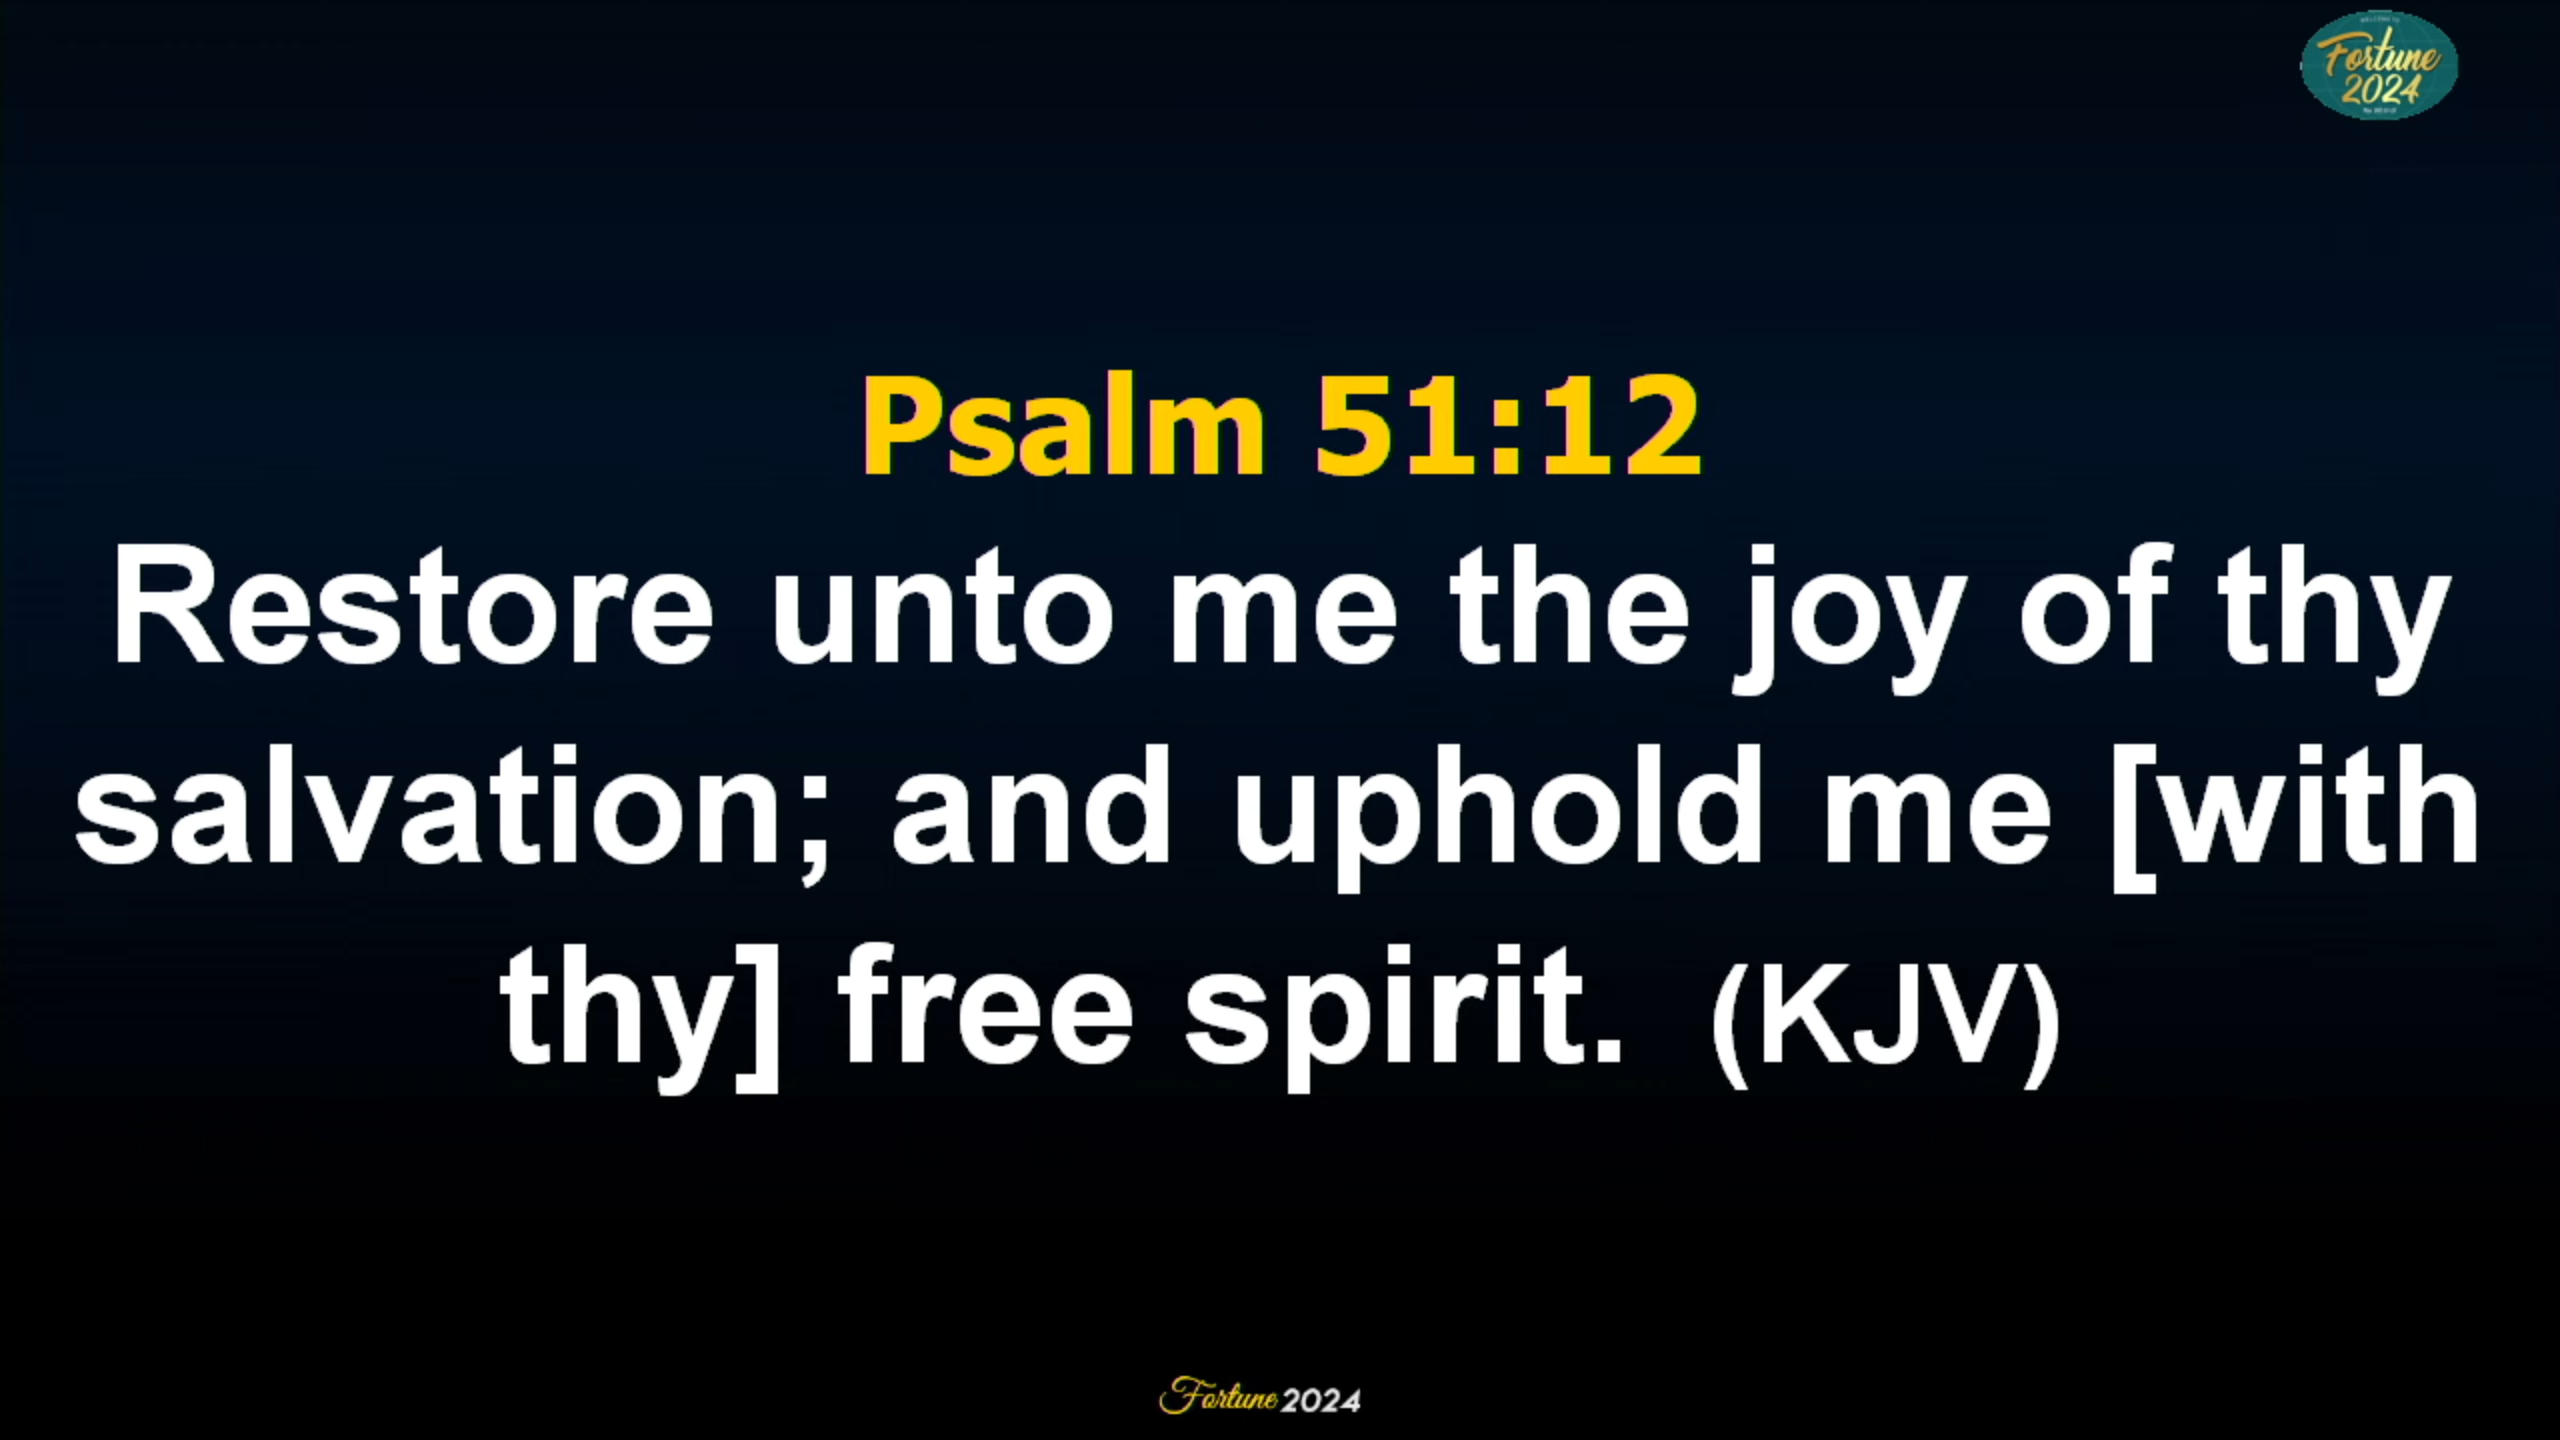 Fortune
2024
Psalm 51:12
Restore unto me the joy of thy
salvation; and uphold me [with
thy] free spirit. (KJV)
Fortune 2024